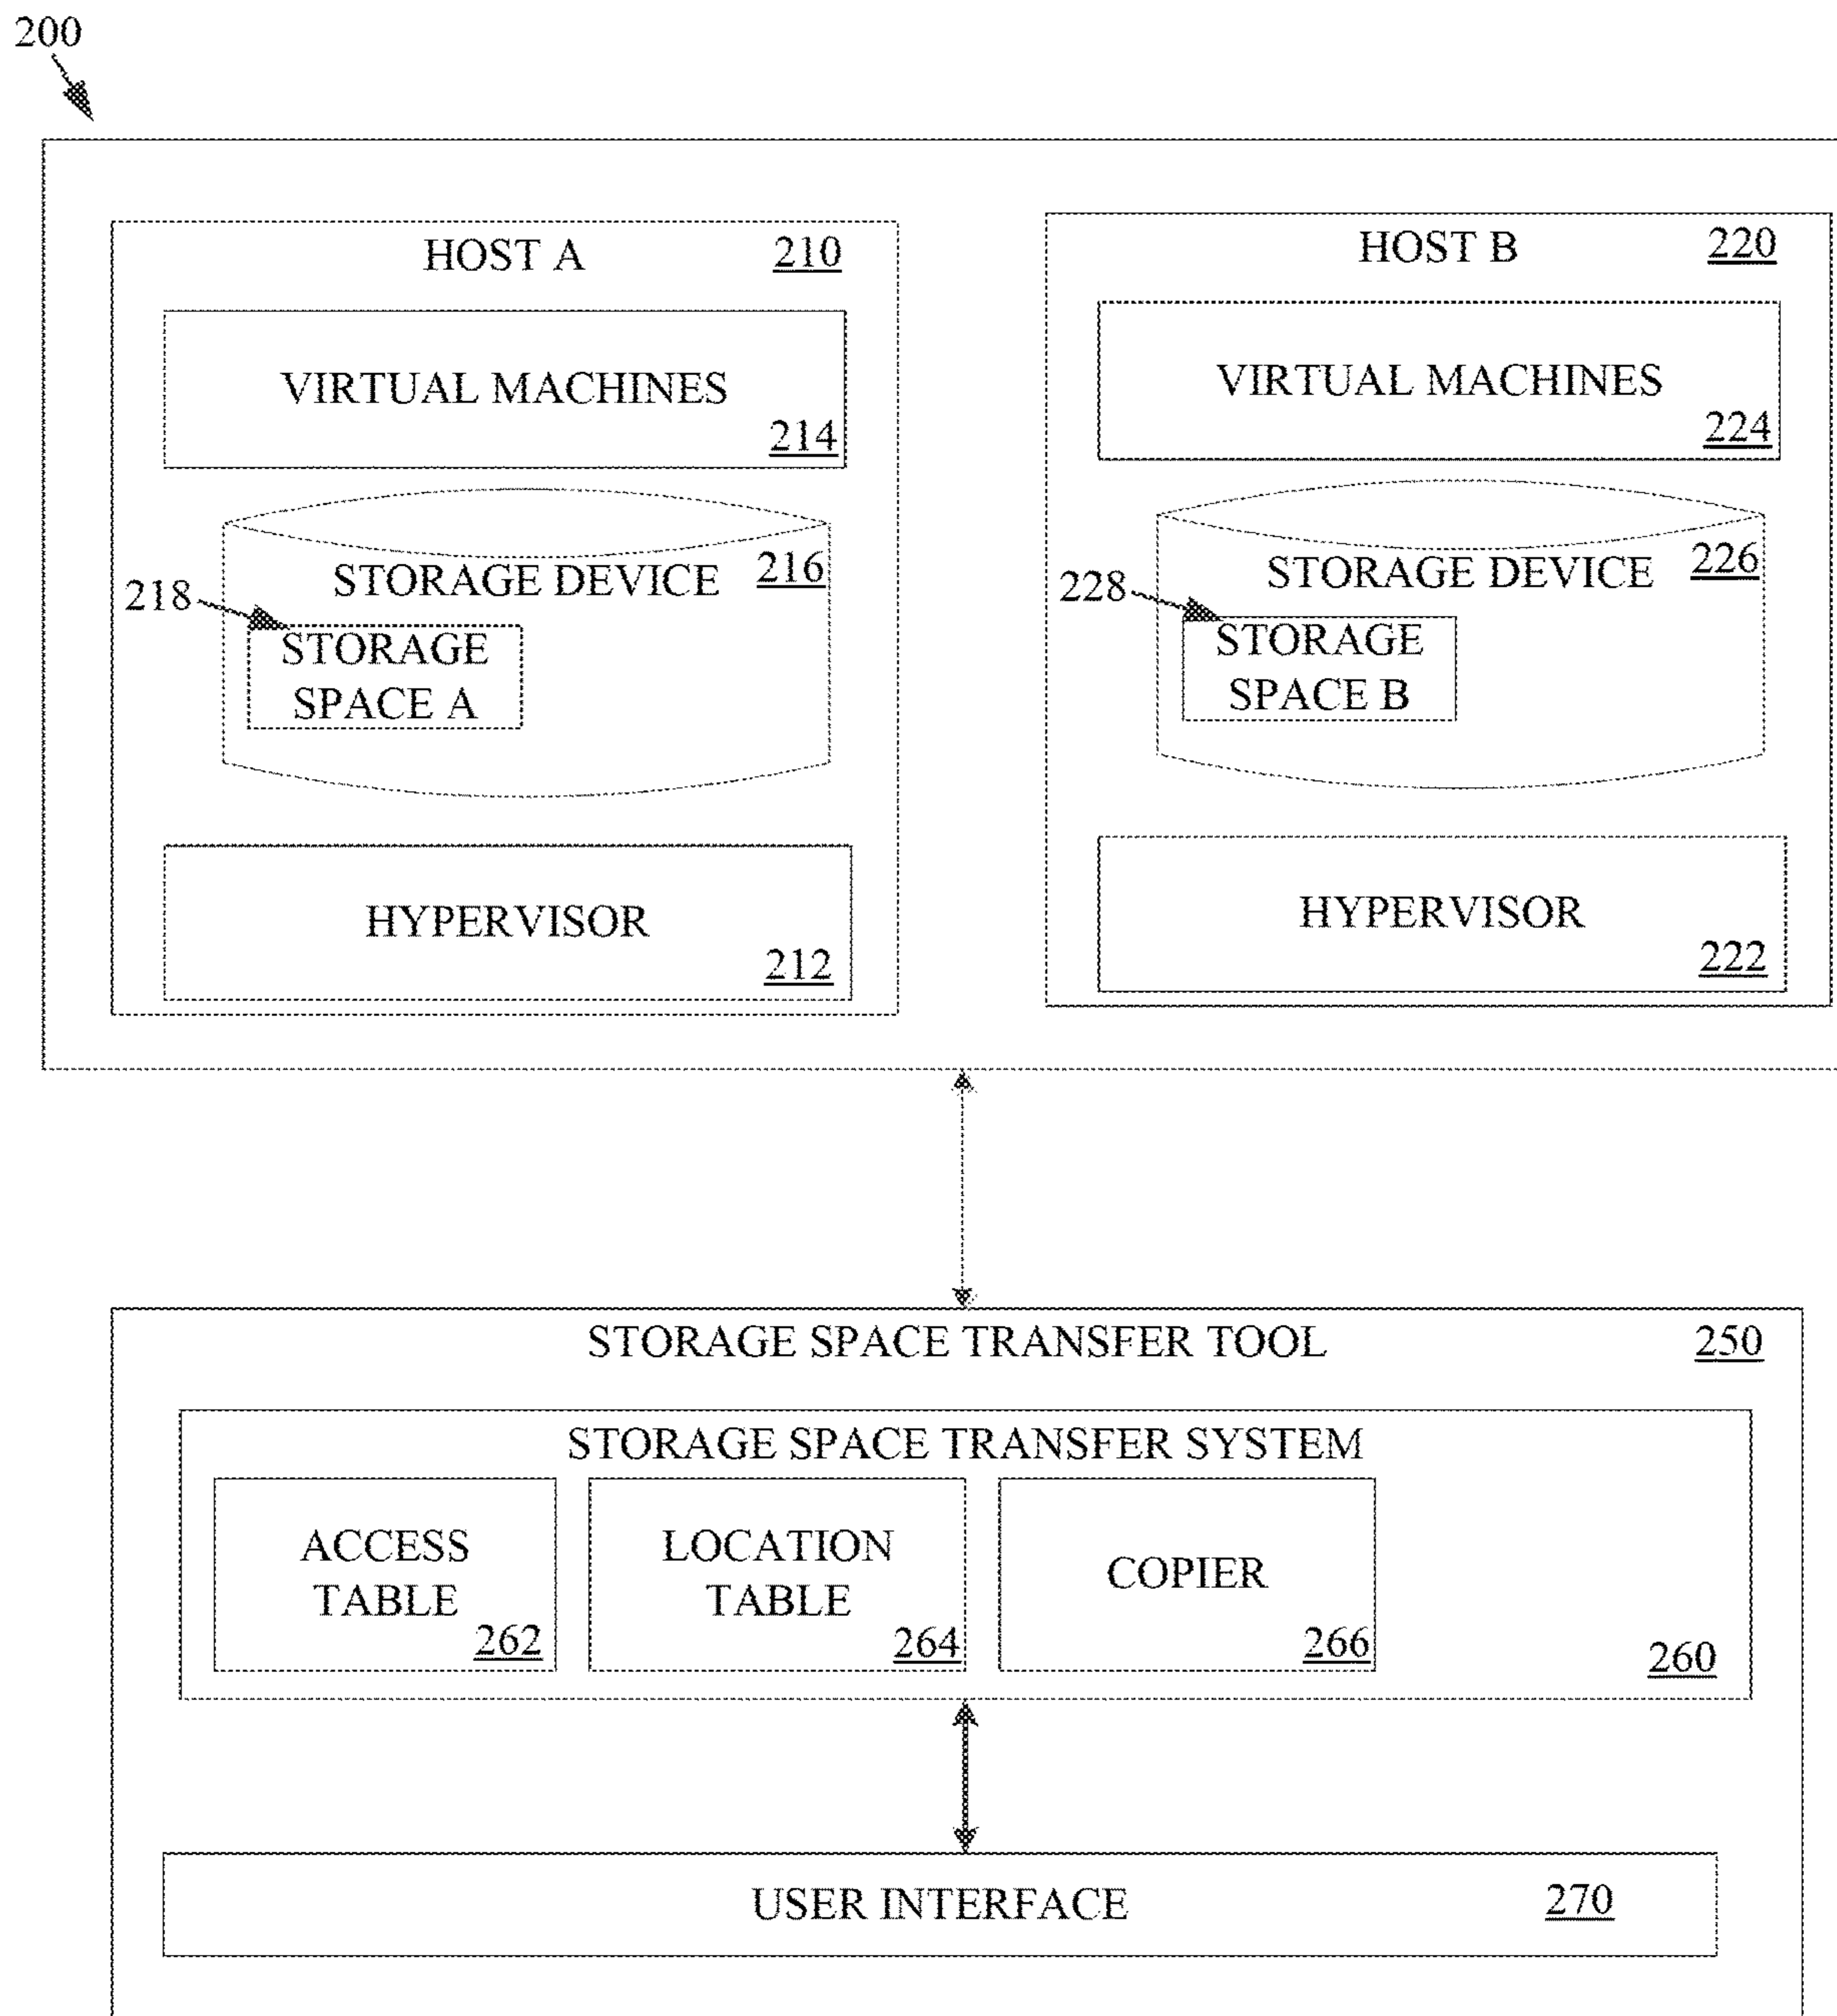 200
HOST A 210
VIRTUAL MACHINES
214
STORAGE DEVICE 216
218
STORAGE
SPACE A
HYPERVISOR
212
HOST B 220
VIRTUAL MACHINES
224
STORAGE DEVICE 226
228
STORAGE
SPACE B
HYPERVISOR
222
STORAGE SPACE TRANSFER TOOL 250
STORAGE SPACE TRANSFER SYSTEM
ACCESS
TABLE
262
LOCATION
TABLE
264
COPIER
266
260
USER INTERFACE 270